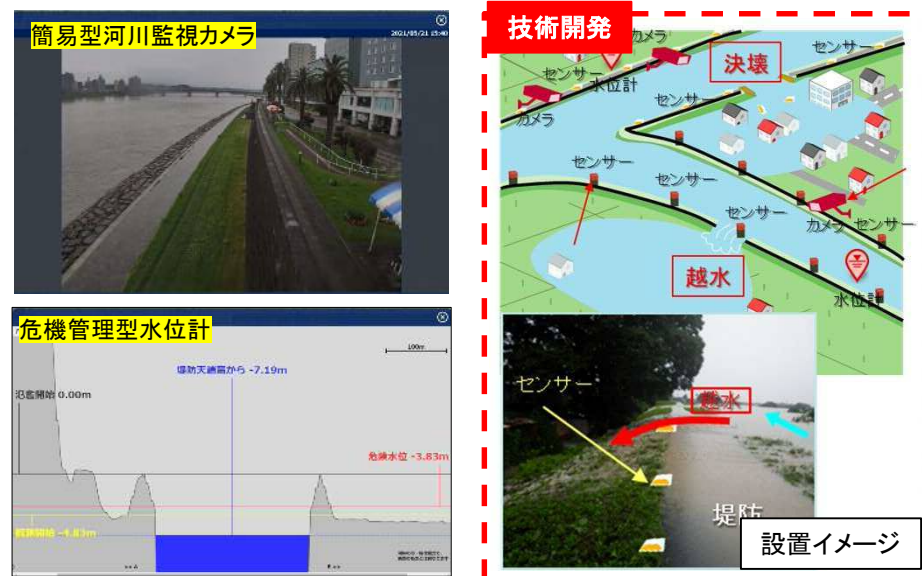 簡易型河川監視カメラ
2021/05/21 15:40
危機管理型水位計
100m
堤防天端高から -7.19m
氾濫開始 0.00m
危険水位 -3.83m
観測開始 -4.83m
技術開発
カメラ
センサー
決壊
センサー
水位計
センサー
カメラ
センサー
センサー
センサー
カメラ
センサー
越水
水位計
センサー
越水
堤防
設置イメージ